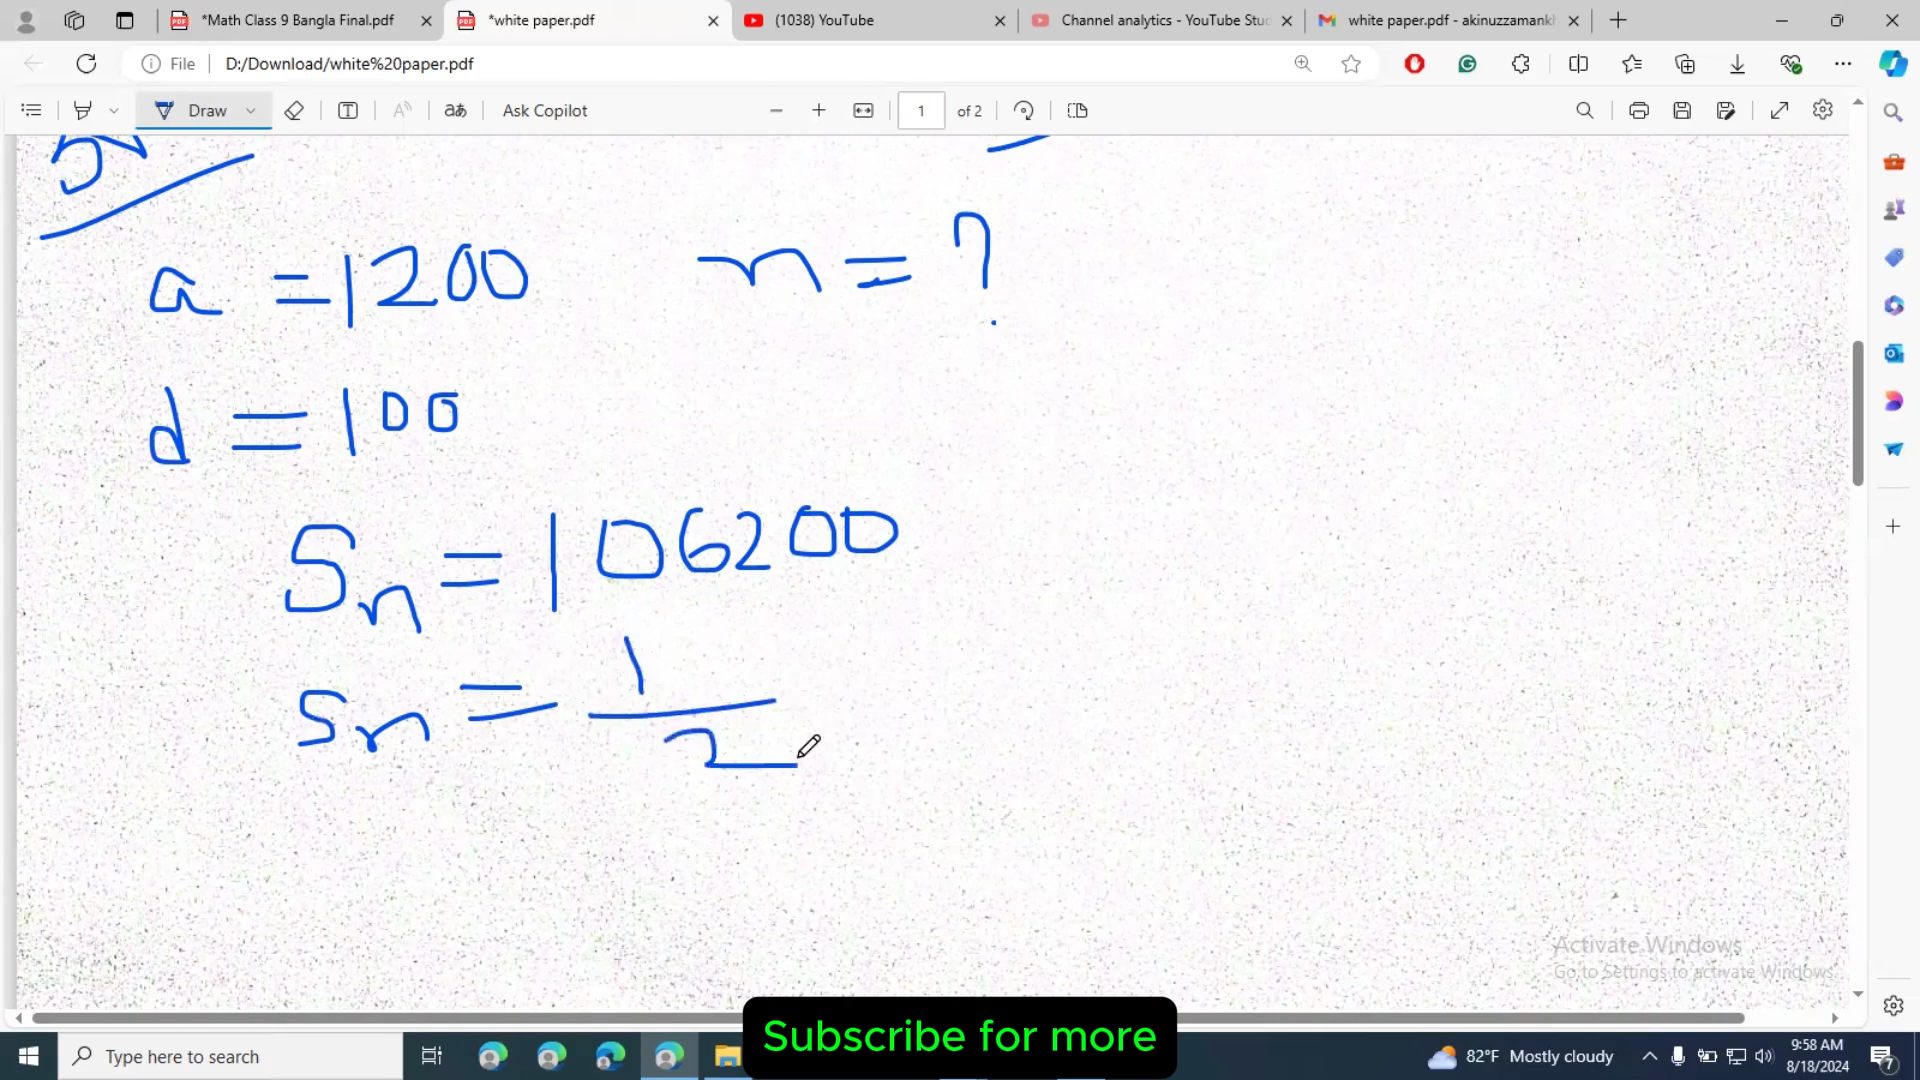 *Math Class 9 Bangla Final.pdf
*white paper.pdf
(1038) YouTube
Channel analytics - YouTube Stu
white paper.pdf - akinuzzamankh
File
D:/Download/white%20paper.pdf
Draw
Ask Copilot
1
of 2
a = 1200
n = ?
d = 100
Sn = 106200
Sn = 1/2
Activate Windows
Go to Settings to activate Windows.
Subscribe for more
Type here to search
82°F Mostly cloudy
9:58 AM
8/18/2024
7